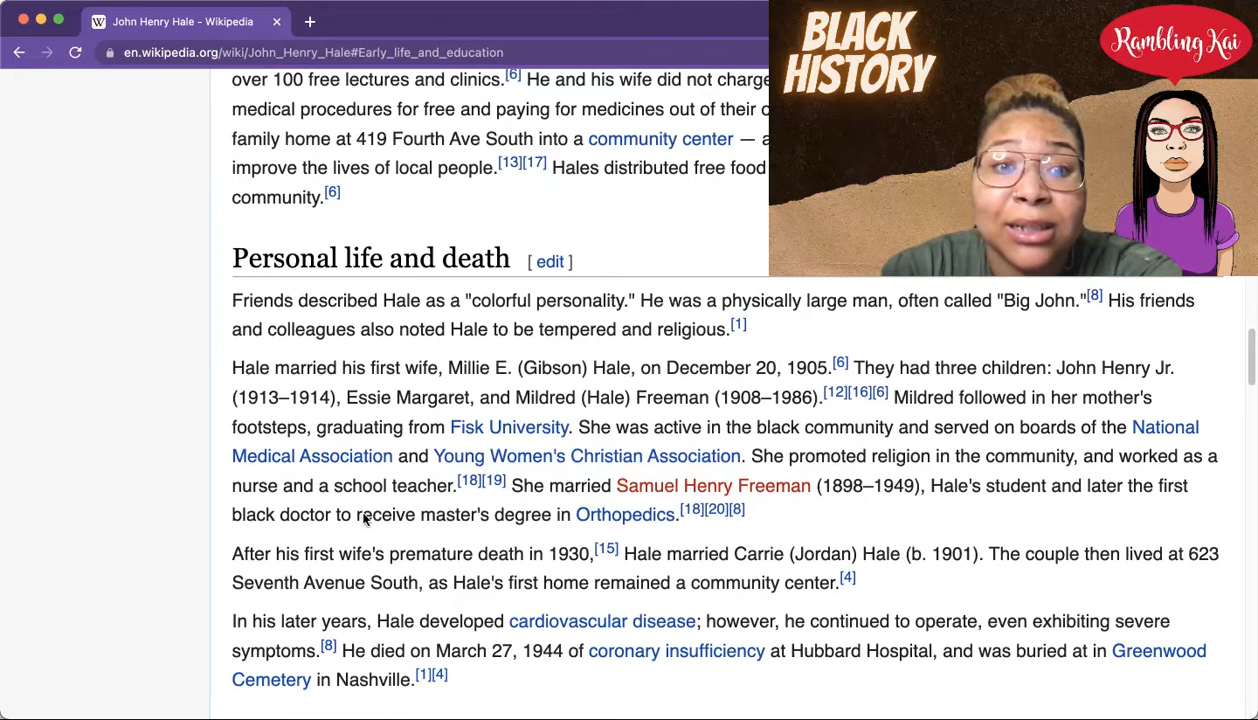 John Henry Hale - Wikipedia
en.wikipedia.org/wiki/John_Henry_Hale#Early_life_and_education
BLACK
HISTORY
Rambling Kai
over 100 free lectures and clinics.[6] He and his wife did not charge
medical procedures for free and paying for medicines out of their o
family home at 419 Fourth Ave South into a community center — a
improve the lives of local people.[13][17] Hales distributed free food
community.[6]
Personal life and death [ edit ]
Friends described Hale as a "colorful personality." He was a physically large man, often called "Big John."[8] His friends
and colleagues also noted Hale to be tempered and religious.[1]
Hale married his first wife, Millie E. (Gibson) Hale, on December 20, 1905.[6] They had three children: John Henry Jr.
(1913–1914), Essie Margaret, and Mildred (Hale) Freeman (1908–1986).[12][16][6] Mildred followed in her mother's
footsteps, graduating from Fisk University. She was active in the black community and served on boards of the National
Medical Association and Young Women's Christian Association. She promoted religion in the community, and worked as a
nurse and a school teacher.[18][19] She married Samuel Henry Freeman (1898–1949), Hale's student and later the first
black doctor to receive master's degree in Orthopedics.[18][20][8]
After his first wife's premature death in 1930,[15] Hale married Carrie (Jordan) Hale (b. 1901). The couple then lived at 623
Seventh Avenue South, as Hale's first home remained a community center.[4]
In his later years, Hale developed cardiovascular disease; however, he continued to operate, even exhibiting severe
symptoms.[8] He died on March 27, 1944 of coronary insufficiency at Hubbard Hospital, and was buried at in Greenwood
Cemetery in Nashville.[1][4]